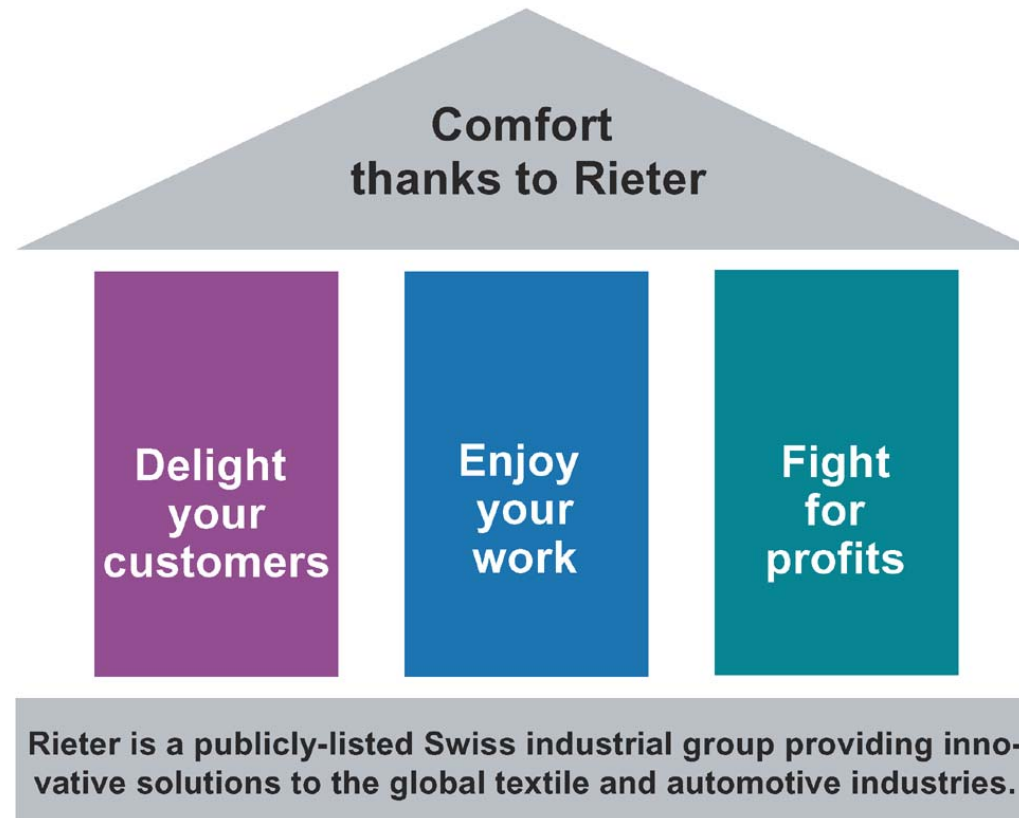 Comfort
thanks to Rieter
Delight
your
customers
Enjoy
your
work
Fight
for
profits
Rieter is a publicly-listed Swiss industrial group providing inno-
vative solutions to the global textile and automotive industries.